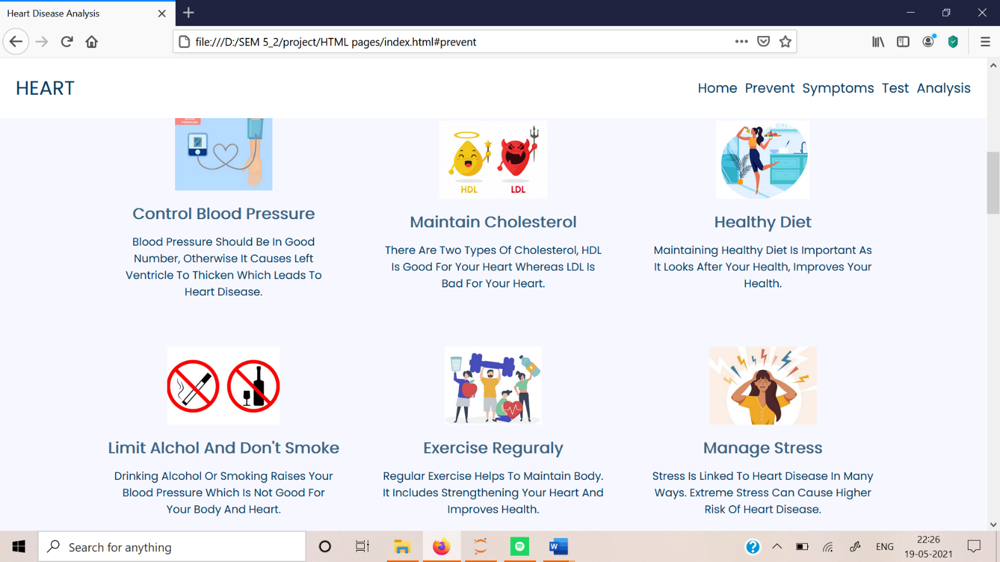 Heart Disease Analysis
file:///D:/SEM 5_2/project/HTML pages/index.html#prevent
HEART
Home Prevent Symptoms Test Analysis
PRESSURE
HDL LDL
Control Blood Pressure
Blood Pressure Should Be In Good
Number, Otherwise It Causes Left
Ventricle To Thicken Which Leads To
Heart Disease.
Maintain Cholesterol
There Are Two Types Of Cholesterol, HDL
Is Good For Your Heart Whereas LDL Is
Bad For Your Heart.
Healthy Diet
Maintaining Healthy Diet Is Important As
It Looks After Your Health, Improves Your
Health.
Limit Alchol And Don't Smoke
Drinking Alcohol Or Smoking Raises Your
Blood Pressure Which Is Not Good For
Your Body And Heart.
Exercise Reguraly
Regular Exercise Helps To Maintain Body.
It Includes Strengthening Your Heart And
Improves Health.
Manage Stress
Stress Is Linked To Heart Disease In Many
Ways. Extreme Stress Can Cause Higher
Risk Of Heart Disease.
Search for anything
ENG
22:26
19-05-2021